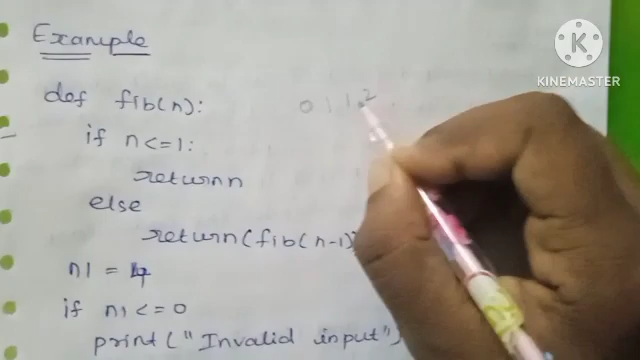 Example
def fib(n):
0 1 1 2
if n<=1:
return n
else
return(fib(n-1)
n1 = 4
if n1<=0
print("Invalid input")
K
KINEMASTER